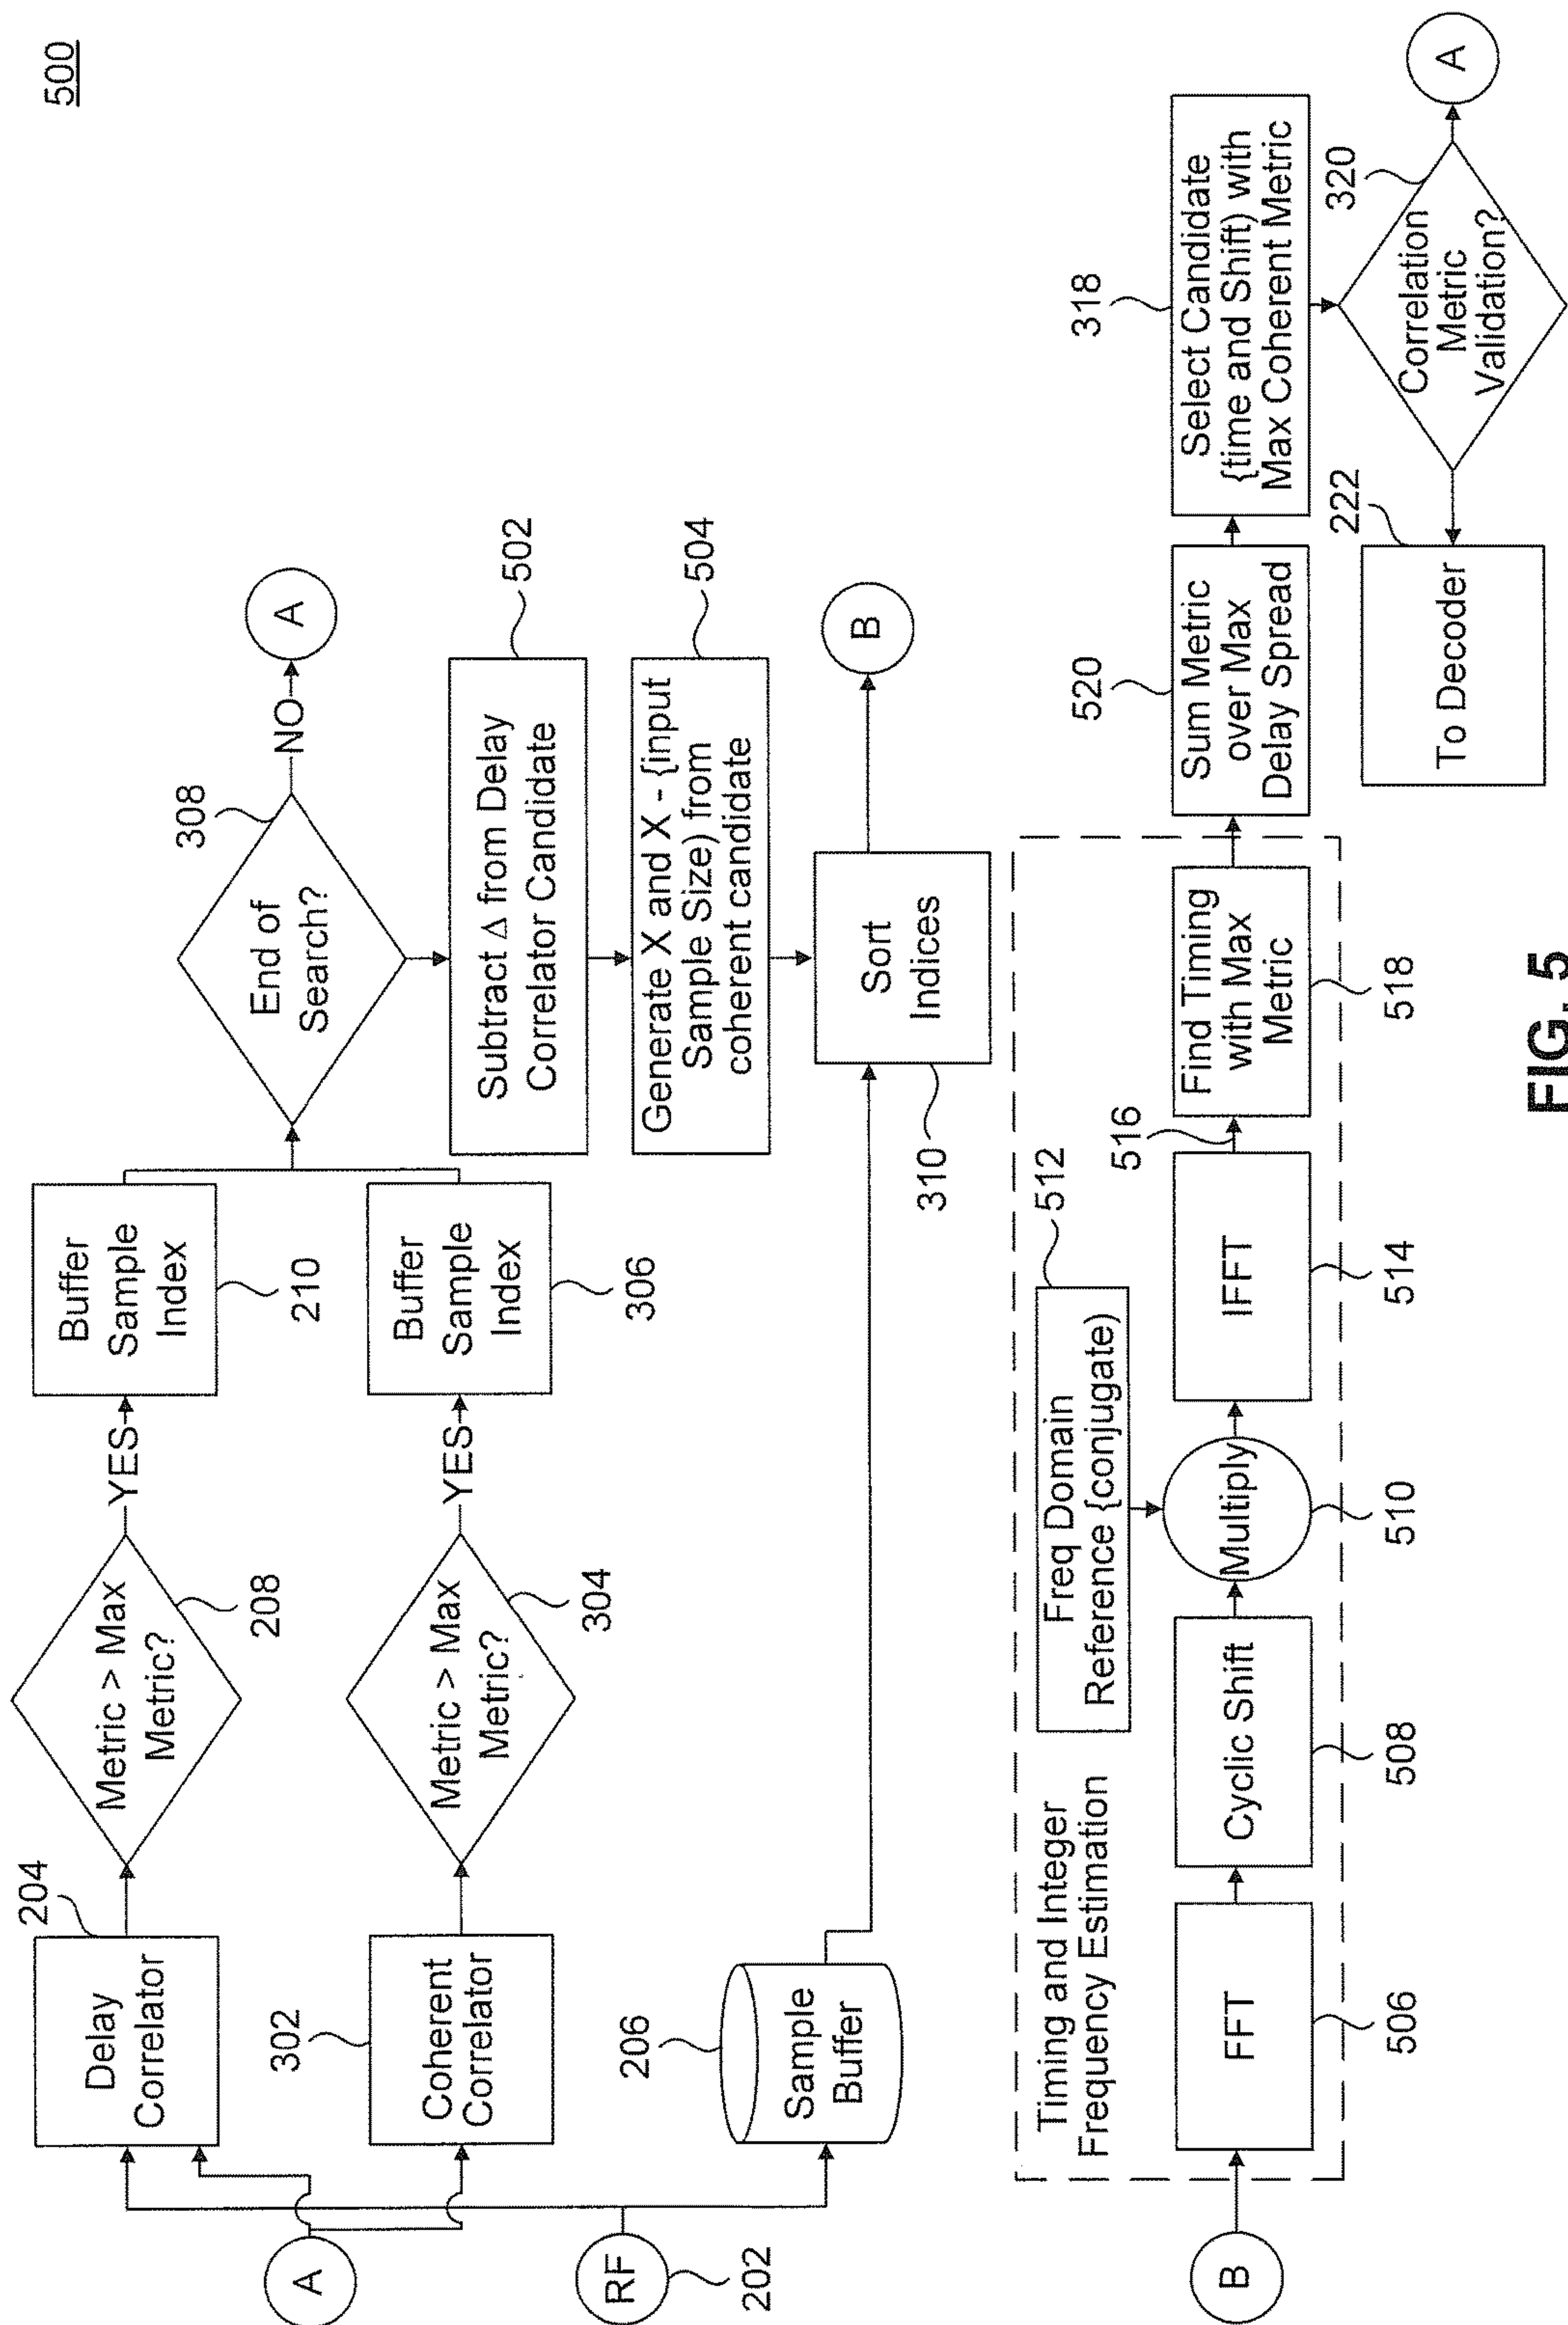 500
204
Delay
Correlator
Metric > Max
Metric?
208
YES
Buffer
Sample
Index
210
A
302
Coherent
Correlator
Metric > Max
Metric?
304
YES
Buffer
Sample
Index
306
308
End of
Search?
NO
A
Subtract Δ from Delay
Correlator Candidate
502
Generate X and X - {input
Sample Size) from
coherent candidate
504
RF
202
206
Sample
Buffer
Sort
Indices
310
B
Timing and Integer
Frequency Estimation
B
FFT
506
Cyclic Shift
508
Freq Domain
Reference {conjugate)
512
Multiply
510
IFFT
514
516
Find Timing
with Max
Metric
518
520
Sum Metric
over Max
Delay Spread
318
Select Candidate
{time and Shift) with
Max Coherent Metric
320
Correlation
Metric
Validation?
A
222
To Decoder
FIG. 5